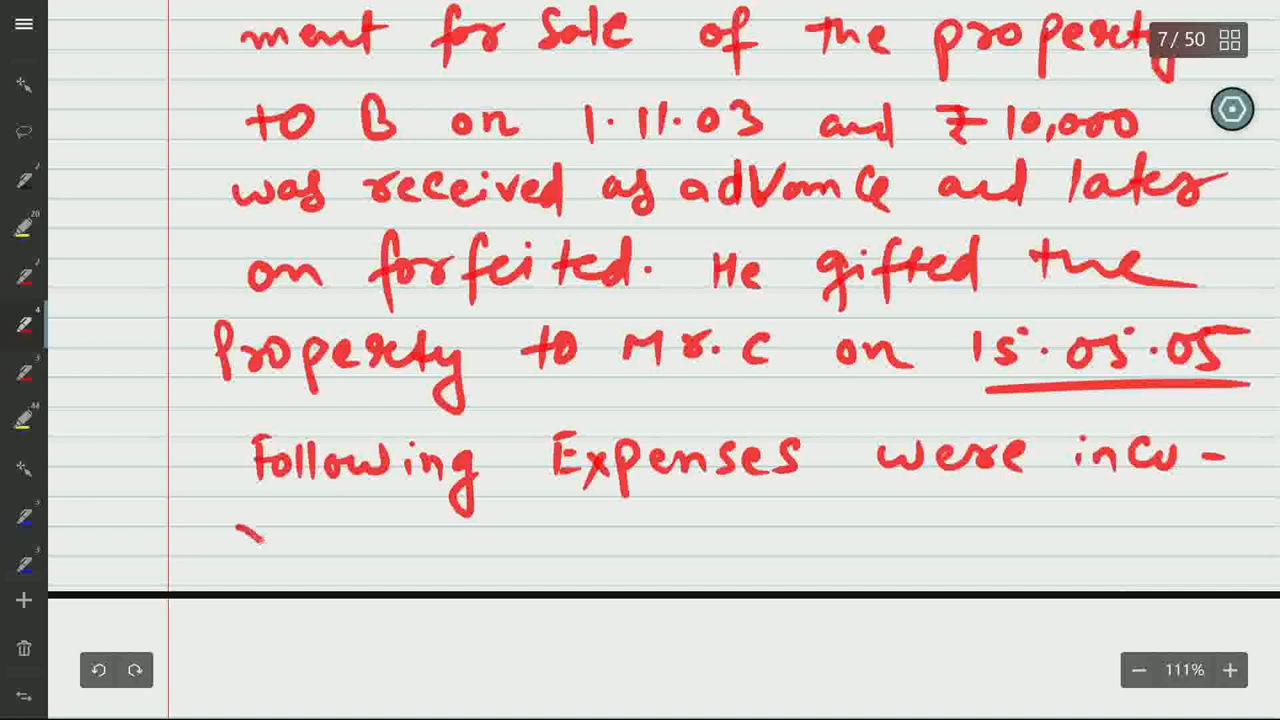 ment for Sale of the property
7 / 50
to B on 1.11.03 and ₹ 10,000
was received as advance and later
on forfeited. He gifted the
Property to Mr. C on 15.05.05
Following Expenses were incu -
111%